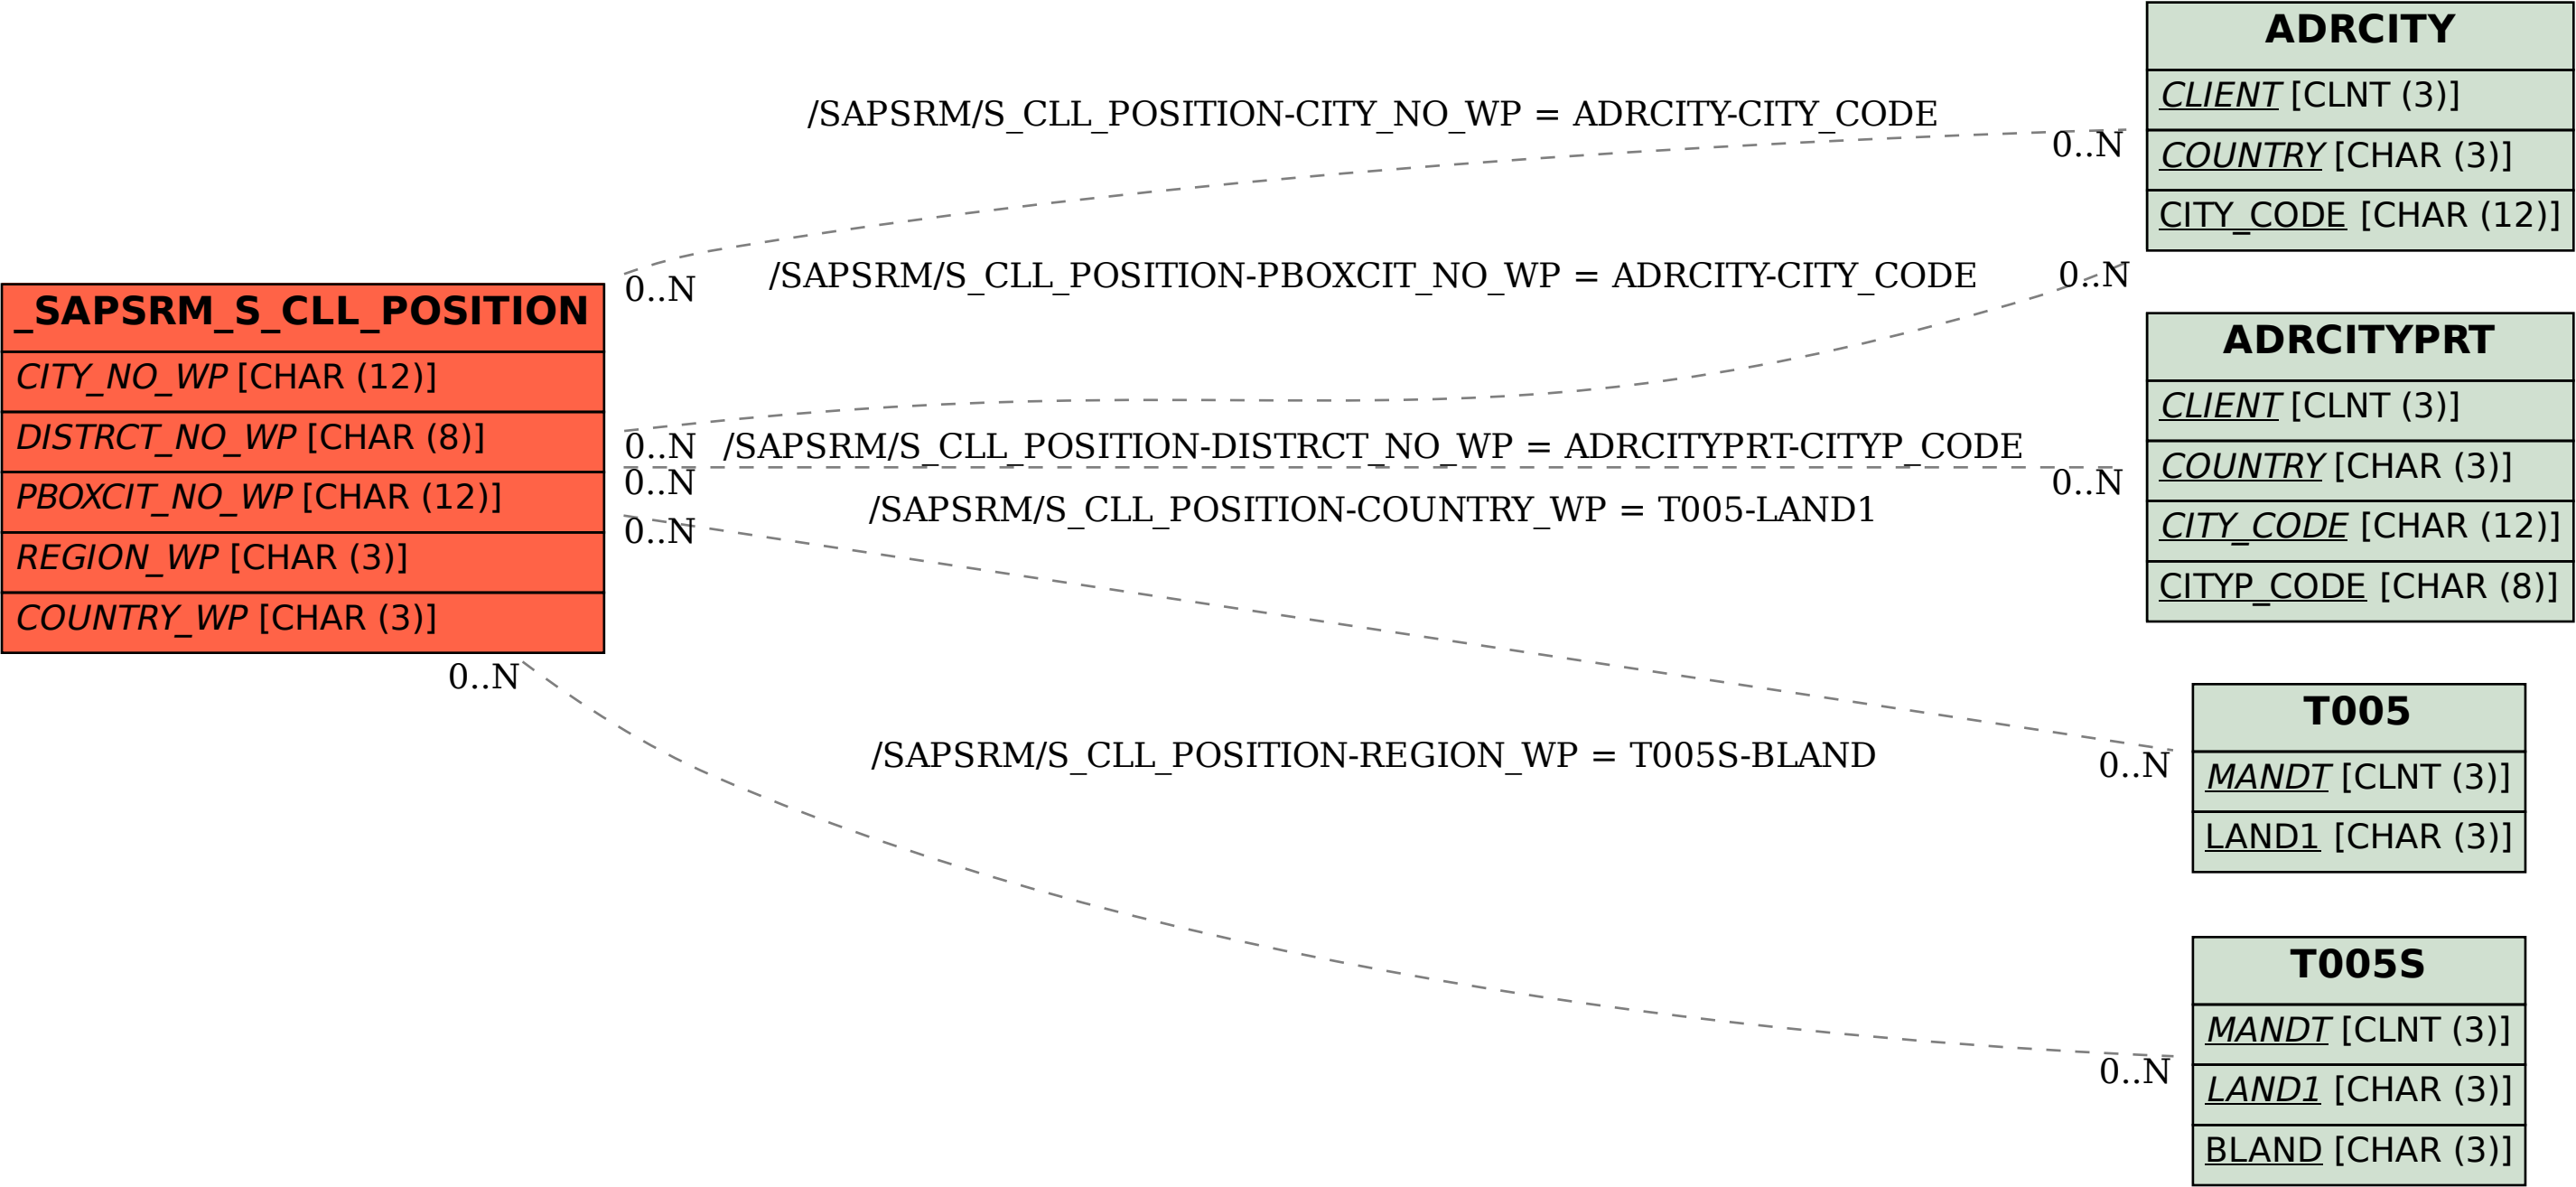 _SAPSRM_S_CLL_POSITION
CITY_NO_WP [CHAR (12)]
DISTRCT_NO_WP [CHAR (8)]
PBOXCIT_NO_WP [CHAR (12)]
REGION_WP [CHAR (3)]
COUNTRY_WP [CHAR (3)]
/SAPSRM/S_CLL_POSITION-CITY_NO_WP = ADRCITY-CITY_CODE
0..N
0..N
/SAPSRM/S_CLL_POSITION-PBOXCIT_NO_WP = ADRCITY-CITY_CODE
0..N
0..N
/SAPSRM/S_CLL_POSITION-DISTRCT_NO_WP = ADRCITYPRT-CITYP_CODE
0..N
0..N
/SAPSRM/S_CLL_POSITION-COUNTRY_WP = T005-LAND1
0..N
0..N
/SAPSRM/S_CLL_POSITION-REGION_WP = T005S-BLAND
0..N
0..N
ADRCITY
CLIENT [CLNT (3)]
COUNTRY [CHAR (3)]
CITY_CODE [CHAR (12)]
ADRCITYPRT
CLIENT [CLNT (3)]
COUNTRY [CHAR (3)]
CITY_CODE [CHAR (12)]
CITYP_CODE [CHAR (8)]
T005
MANDT [CLNT (3)]
LAND1 [CHAR (3)]
T005S
MANDT [CLNT (3)]
LAND1 [CHAR (3)]
BLAND [CHAR (3)]